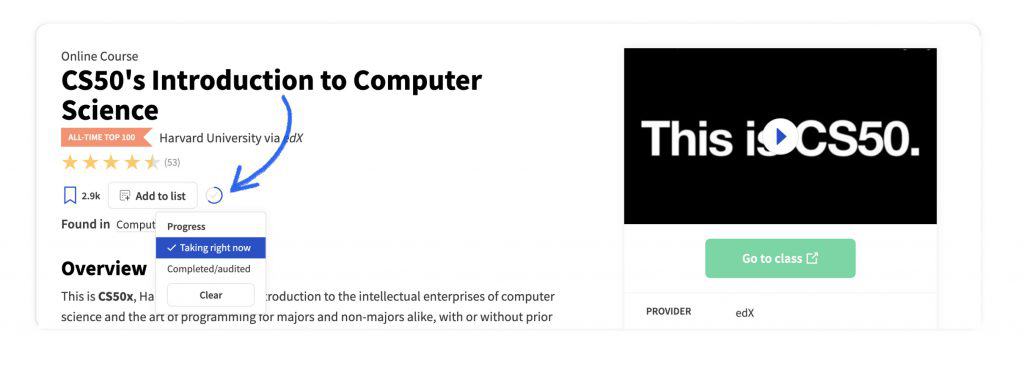 Online Course
CS50's Introduction to Computer
Science
ALL-TIME TOP 100 Harvard University via edX
(53)
2.9k Add to list
Found in Comput
Progress
Taking right now
Completed/audited
Clear
Overview
This is CS50x, Ha troduction to the intellectual enterprises of computer
science and the art of programming for majors and non-majors alike, with or without prior
This is CS50.
Go to class
PROVIDER edX